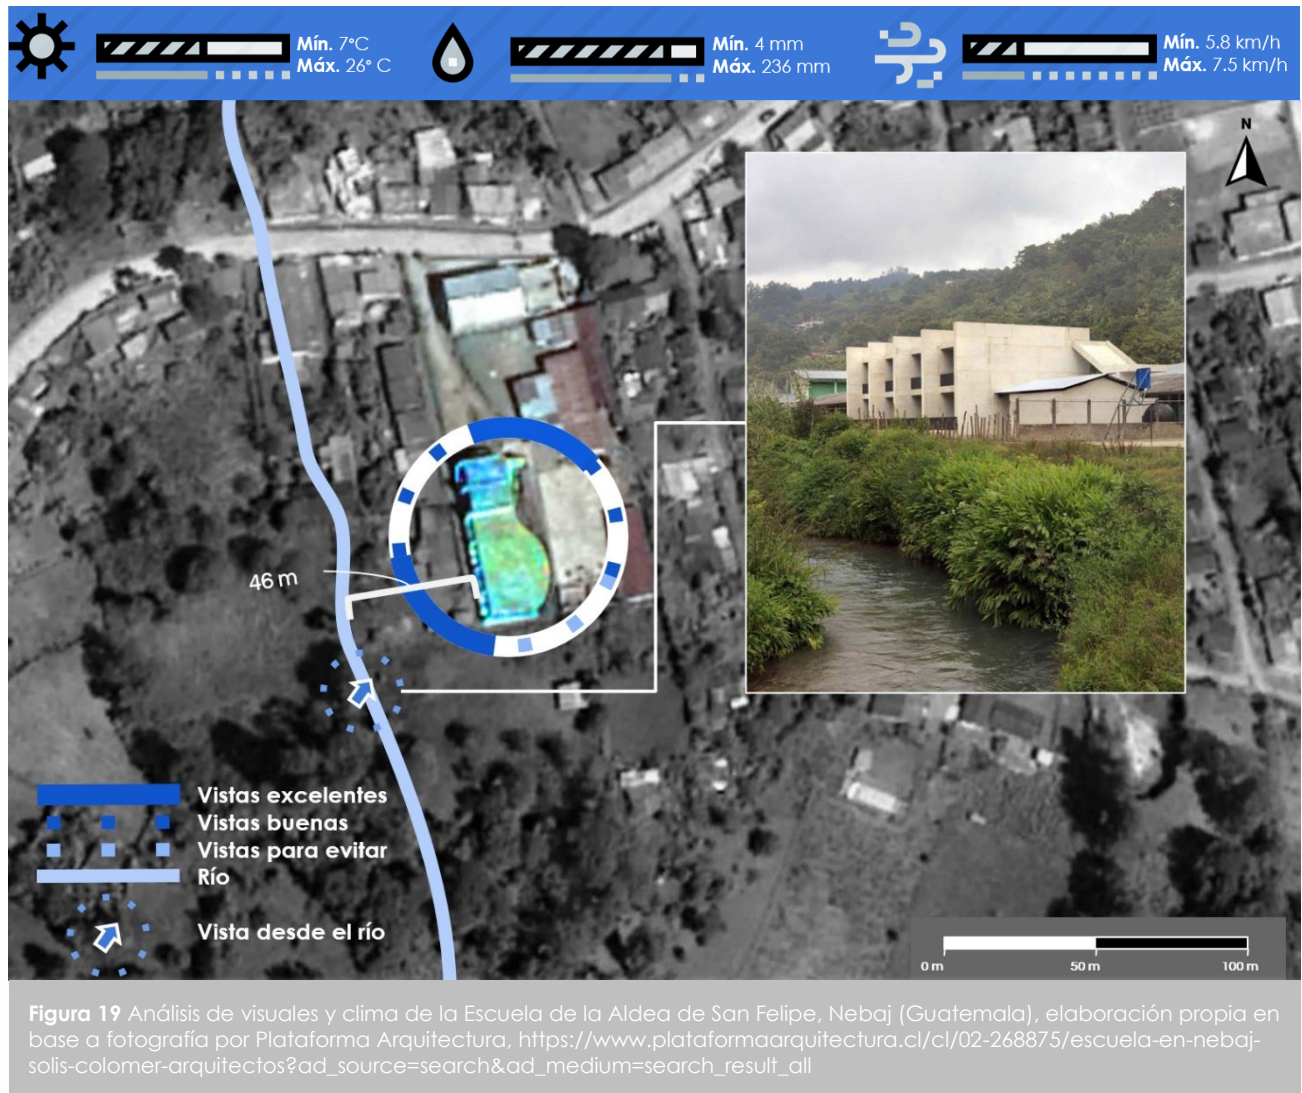 Mín. 7°C
Máx. 26° C
Mín. 4 mm
Máx. 236 mm
Mín. 5.8 km/h
Máx. 7.5 km/h
N
46 m
Vistas excelentes
Vistas buenas
Vistas para evitar
Río
Vista desde el río
0 m
50 m
100 m
Figura 19 Análisis de visuales y clima de la Escuela de la Aldea de San Felipe, Nebaj (Guatemala), elaboración propia en
base a fotografía por Plataforma Arquitectura, https://www.plataformaarquitectura.cl/cl/02-268875/escuela-en-nebaj-
solis-colomer-arquitectos?ad_source=search&ad_medium=search_result_all